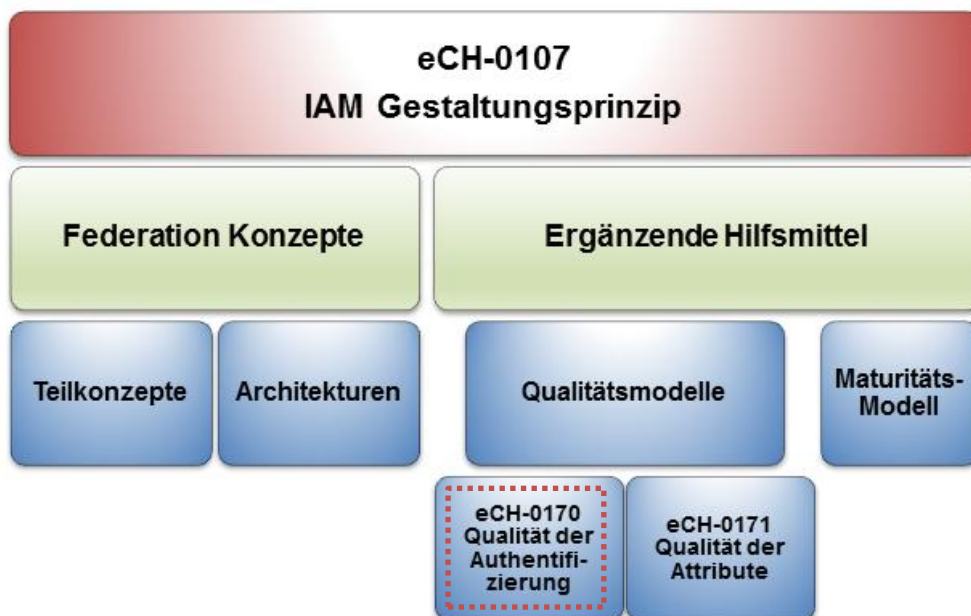 eCH-0107
IAM Gestaltungsprinzip
Federation Konzepte
Ergänzende Hilfsmittel
Teilkonzepte
Architekturen
Qualitätsmodelle
Maturitäts-
Modell
eCH-0170
Qualität der
Authentifi-
zierung
eCH-0171
Qualität der
Attribute